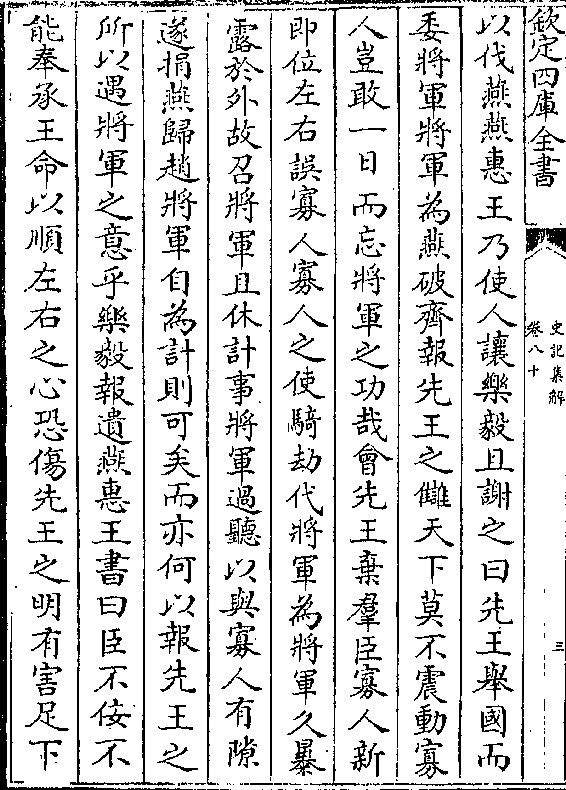 欽定四庫全書
史記集解
卷八十
三
以伐燕燕惠王乃使人讓樂毅且謝之曰先王舉國而
委將軍將軍為燕破齊報先王之讎天下莫不震動寡
人豈敢一日而忘將軍之功哉會先王棄羣臣寡人新
即位左右誤寡人寡人之使騎劫代將軍為將軍久暴
露於外故召將軍且休計事將軍過聽以與寡人有隙
遂捐燕歸趙將軍自為計則可矣而亦何以報先王之
所以遇將軍之意乎樂毅報遺燕惠王書曰臣不佞不
能奉承王命以順左右之心恐傷先王之明有害足下